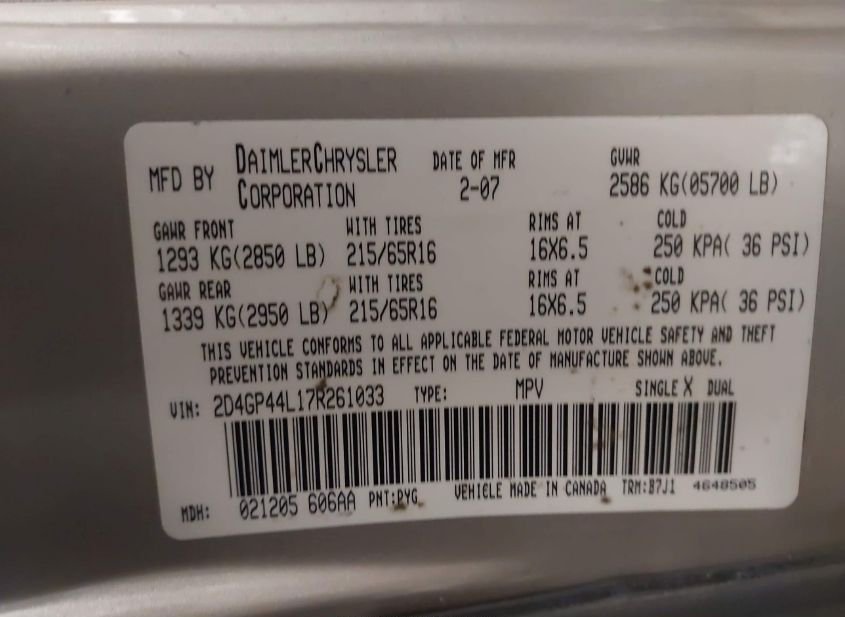 MFD BY DAIMLERCHRYSLER CORPORATION DATE OF MFR 2-07 GVWR 2586 KG(05700 LB)
GAWR FRONT WITH TIRES RIMS AT COLD
1293 KG(2850 LB) 215/65R16 16X6.5 250 KPA( 36 PSI)
GAWR REAR WITH TIRES RIMS AT COLD
1339 KG(2950 LB) 215/65R16 16X6.5 250 KPA( 36 PSI)
THIS VEHICLE CONFORMS TO ALL APPLICABLE FEDERAL MOTOR VEHICLE SAFETY AND THEFT
PREVENTION STANDARDS IN EFFECT ON THE DATE OF MANUFACTURE SHOWN ABOVE.
VIN: 2D4GP44L17R261033 TYPE: MPV SINGLE X DUAL
MDH: 021205 606AA PNT:PYG VEHICLE MADE IN CANADA TRM:B7J1 4648505